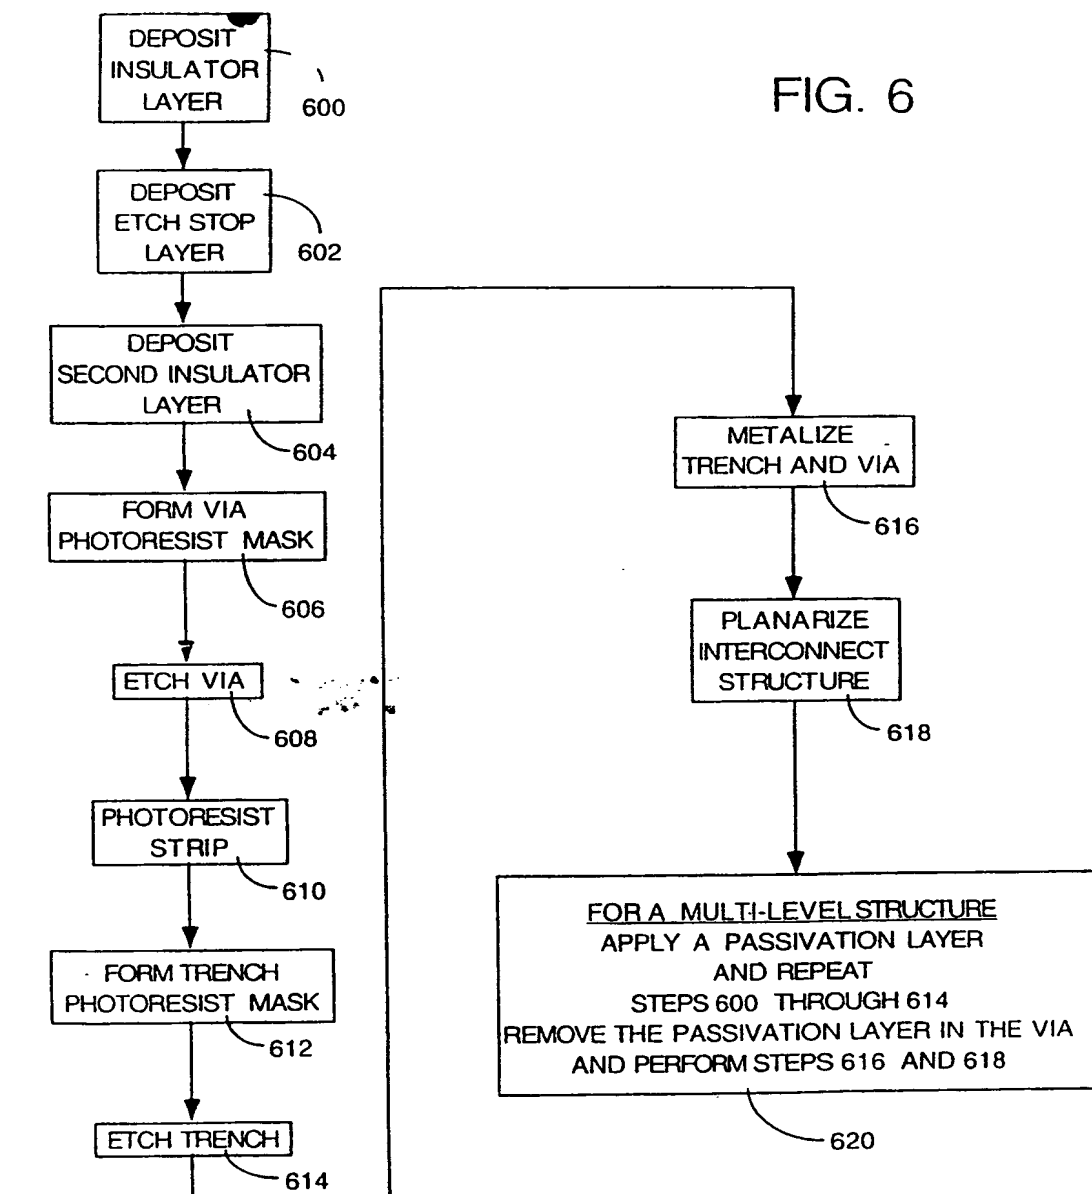 FIG. 6
DEPOSIT
INSULATOR
LAYER
600
DEPOSIT
ETCH STOP
LAYER
602
DEPOSIT
SECOND INSULATOR
LAYER
604
FORM VIA
PHOTORESIST MASK
606
ETCH VIA
608
PHOTORESIST
STRIP
610
FORM TRENCH
PHOTORESIST MASK
612
ETCH TRENCH
614
METALIZE
TRENCH AND VIA
616
PLANARIZE
INTERCONNECT
STRUCTURE
618
FOR A MULTI-LEVEL STRUCTURE
APPLY A PASSIVATION LAYER
AND REPEAT
STEPS 600 THROUGH 614
REMOVE THE PASSIVATION LAYER IN THE VIA
AND PERFORM STEPS 616 AND 618
620